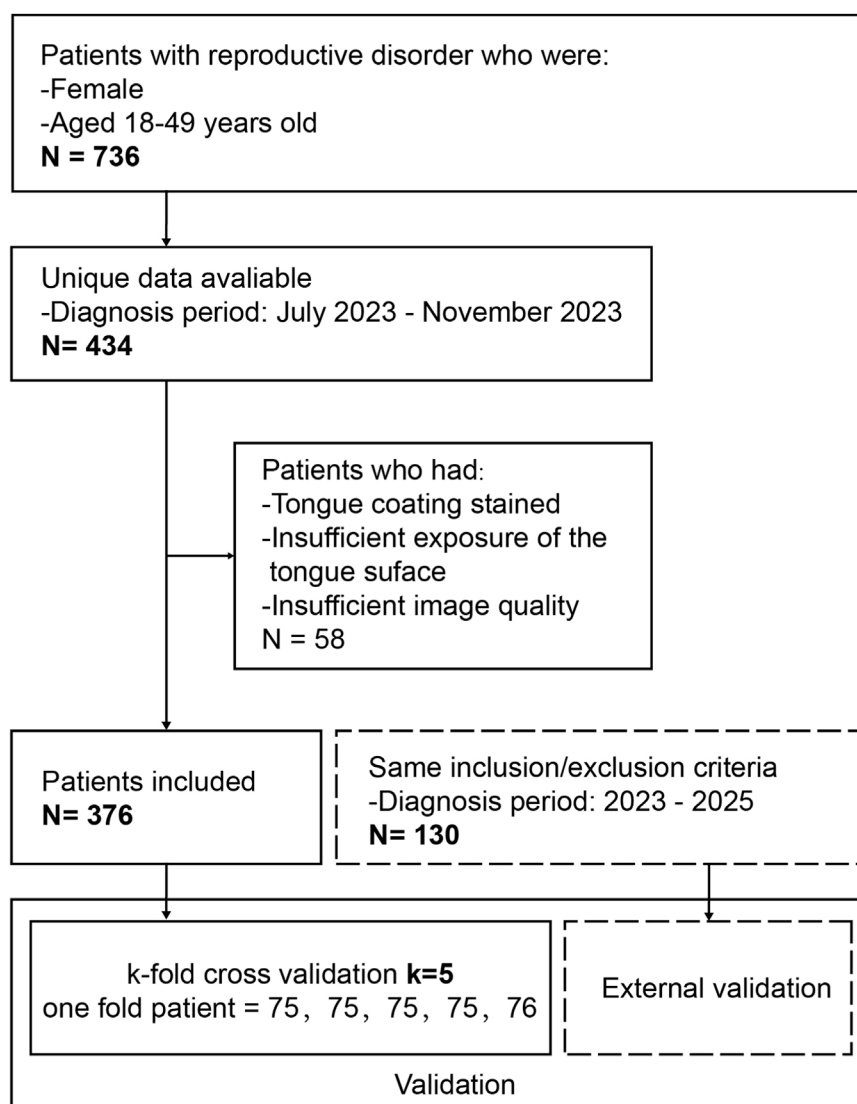 Patients with reproductive disorder who were:
-Female
-Aged 18-49 years old
N = 736
Unique data avaliable
-Diagnosis period: July 2023 - November 2023
N= 434
Patients who had:
-Tongue coating stained
-Insufficient exposure of the
tongue suface
-Insufficient image quality
N = 58
Patients included
N= 376
Same inclusion/exclusion criteria
-Diagnosis period: 2023 - 2025
N= 130
k-fold cross validation k=5
one fold patient = 75, 75, 75, 75, 76
External validation
Validation